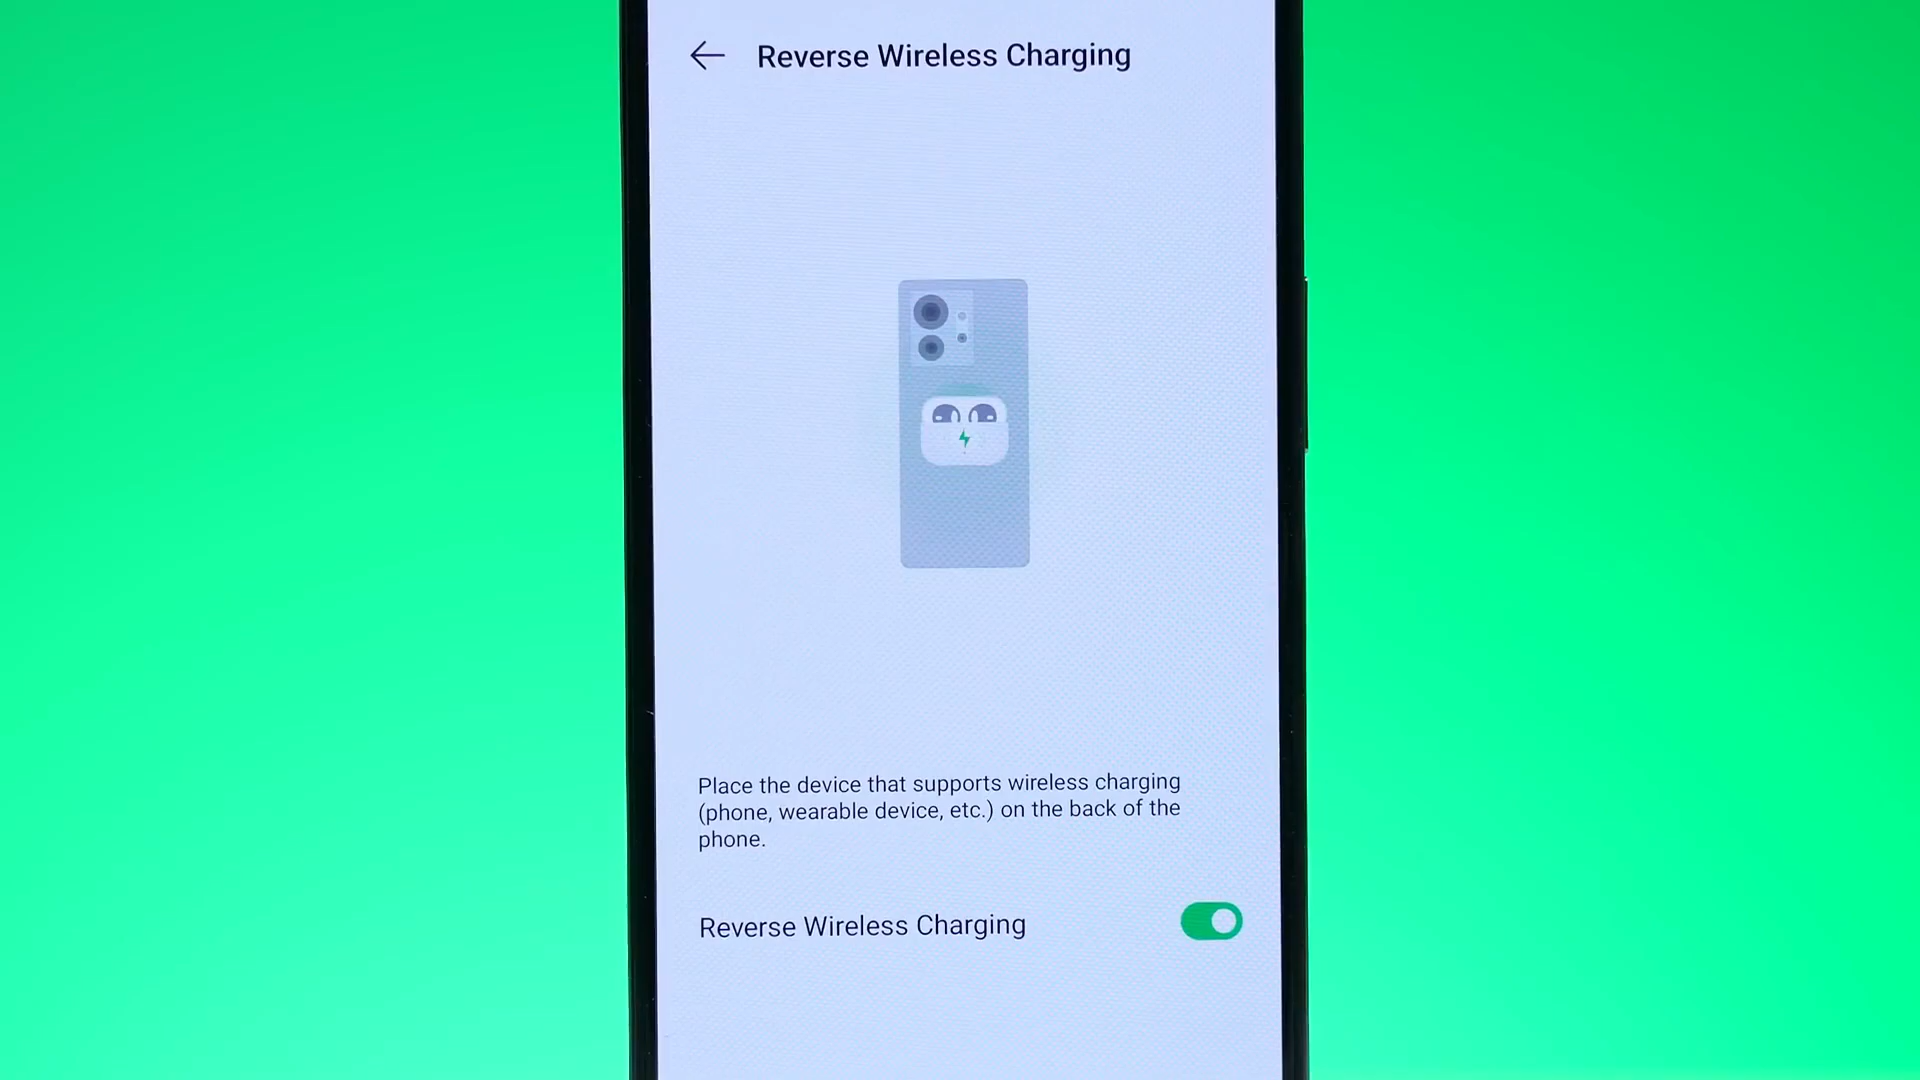 Reverse Wireless Charging
Place the device that supports wireless charging
(phone, wearable device, etc.) on the back of the
phone.
Reverse Wireless Charging